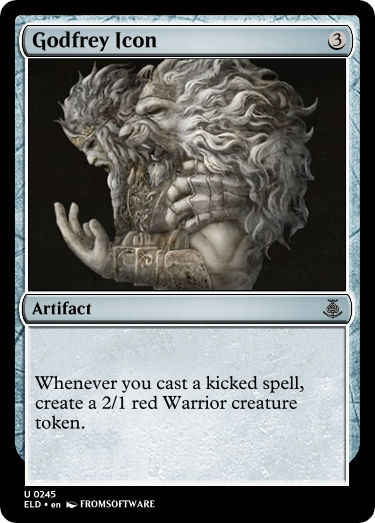 Godfrey Icon 3
Artifact
Whenever you cast a kicked spell,
create a 2/1 red Warrior creature
token.
U 0245
ELD • en FROMSOFTWARE